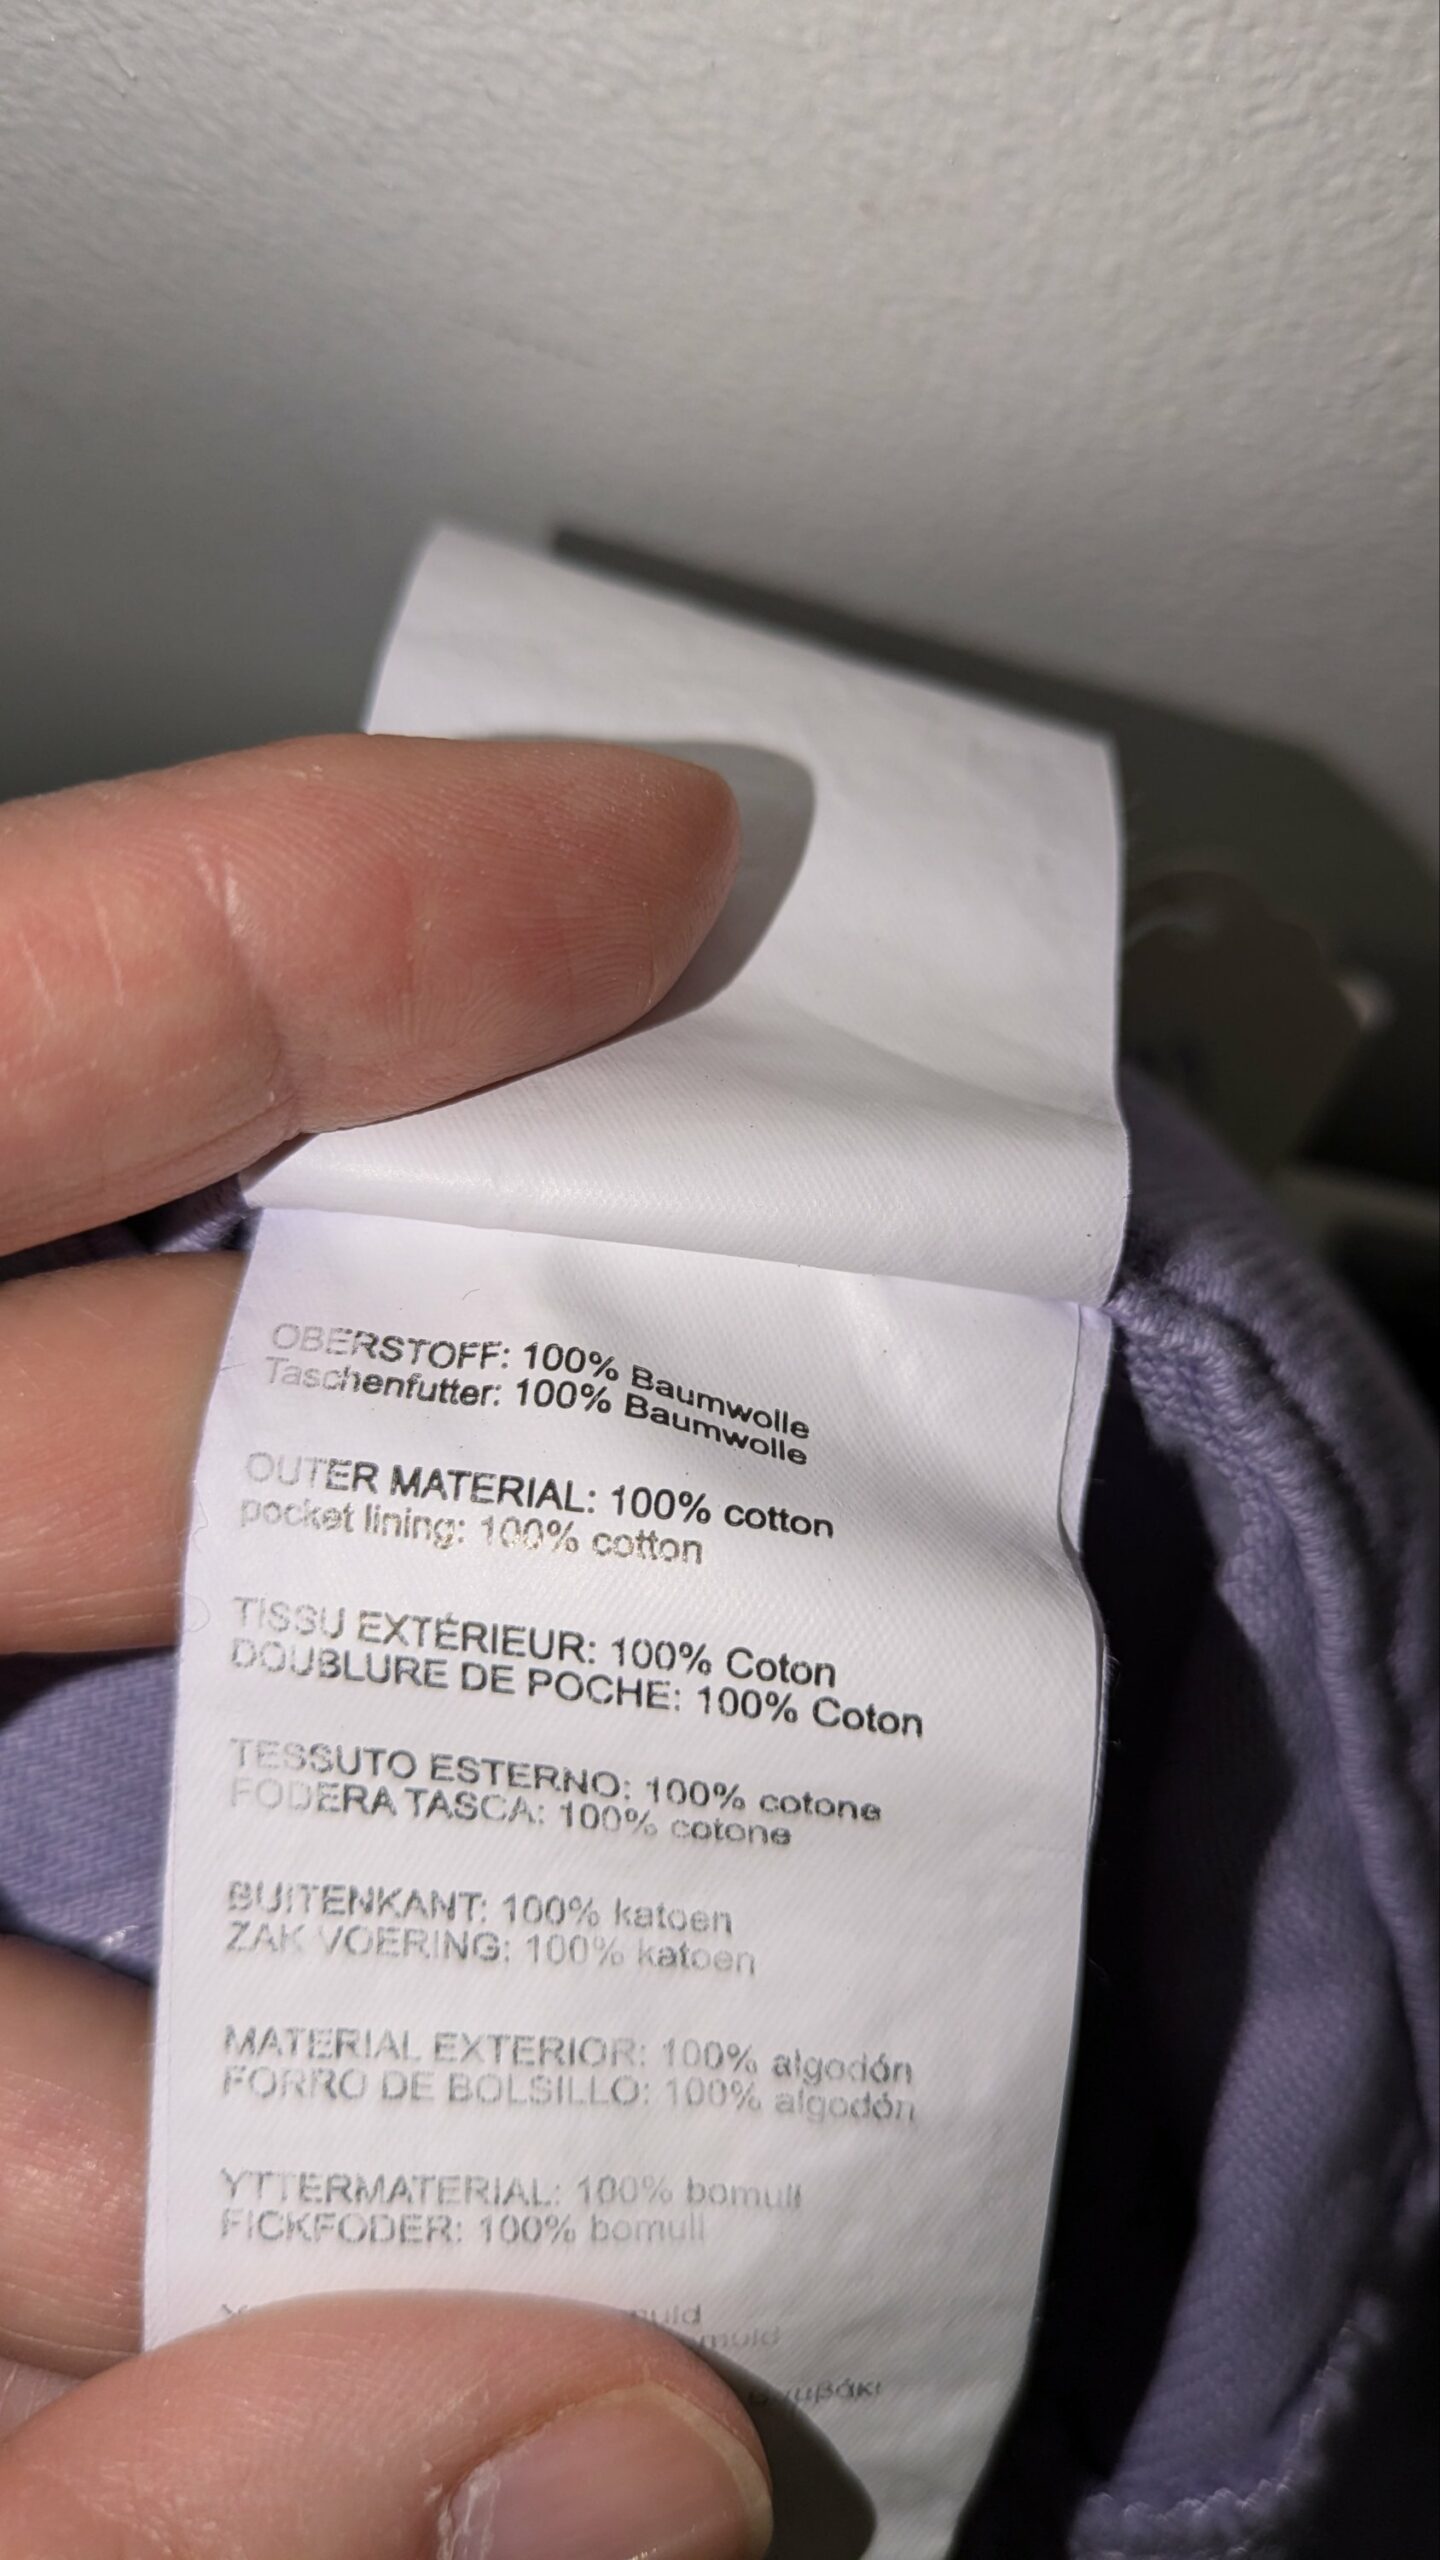 OBERSTOFF: 100% Baumwolle
Taschenfutter: 100% Baumwolle
OUTER MATERIAL: 100% cotton
pocket lining: 100% cotton
TISSU EXTÉRIEUR: 100% Coton
DOUBLURE DE POCHE: 100% Coton
TESSUTO ESTERNO: 100% cotone
FODERA TASCA: 100% cotone
BUITENKANT: 100% katoen
ZAK VOERING: 100% katoen
MATERIAL EXTERIOR: 100% algodón
FORRO DE BOLSILLO: 100% algodón
YTTERMATERIAL: 100% bomull
FICKFODER: 100% bomull